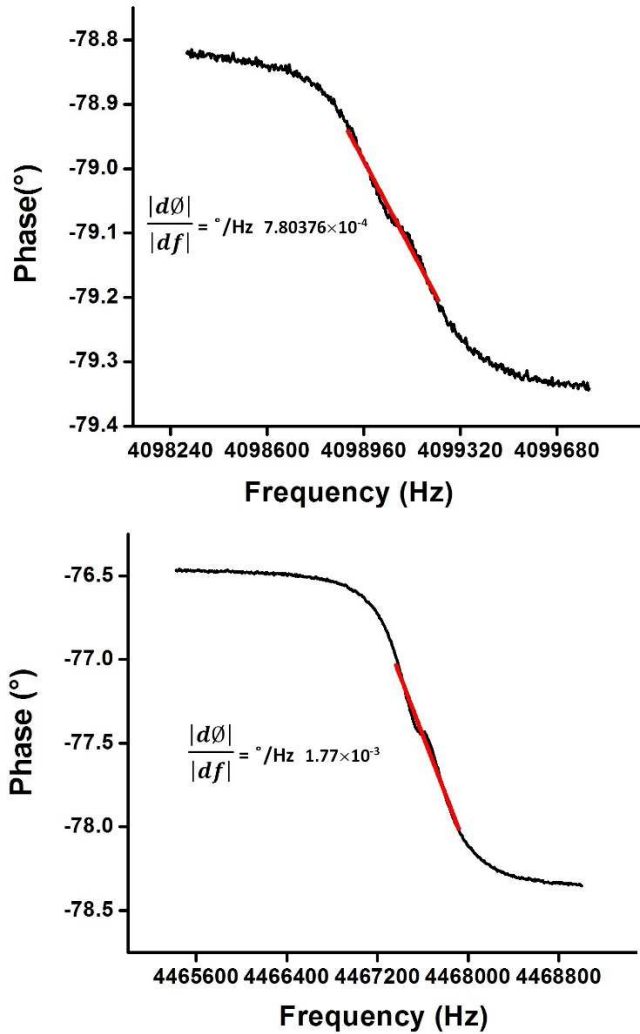 -78.8
-78.9
-79.0
-79.1
-79.2
-79.3
-79.4
Phase(°)
|dØ|
|df|
= °/Hz 7.80376×10⁻⁴
4098240 4098600 4098960 4099320 4099680
Frequency (Hz)
-76.5
-77.0
-77.5
-78.0
-78.5
Phase (°)
|dØ|
|df|
= °/Hz 1.77×10⁻³
4465600 4466400 4467200 4468000 4468800
Frequency (Hz)